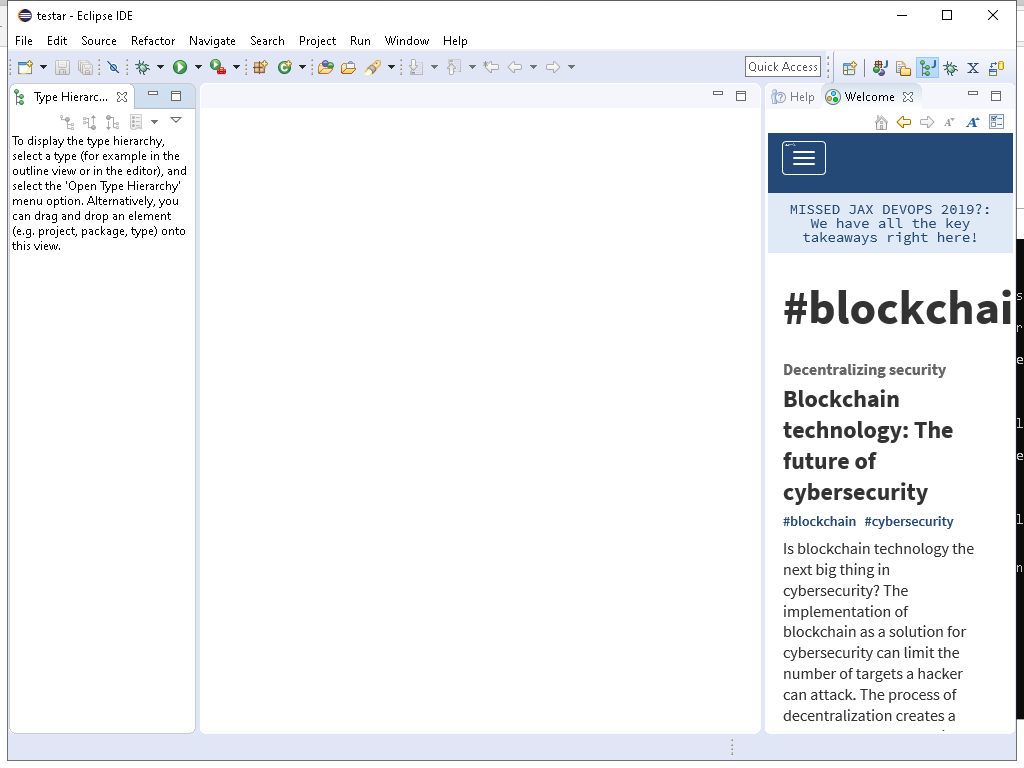 testar - Eclipse IDE
File Edit Source Refactor Navigate Search Project Run Window Help
Quick Access
Type Hierarc...
Help
Welcome
To display the type hierarchy,
select a type (for example in the
outline view or in the editor), and
select the 'Open Type Hierarchy'
menu option. Alternatively, you
can drag and drop an element
(e.g. project, package, type) onto
this view.
MISSED JAX DEVOPS 2019?:
We have all the key
takeaways right here!
#blockchai
Decentralizing security
Blockchain
technology: The
future of
cybersecurity
#blockchain #cybersecurity
Is blockchain technology the
next big thing in
cybersecurity? The
implementation of
blockchain as a solution for
cybersecurity can limit the
number of targets a hacker
can attack. The process of
decentralization creates a